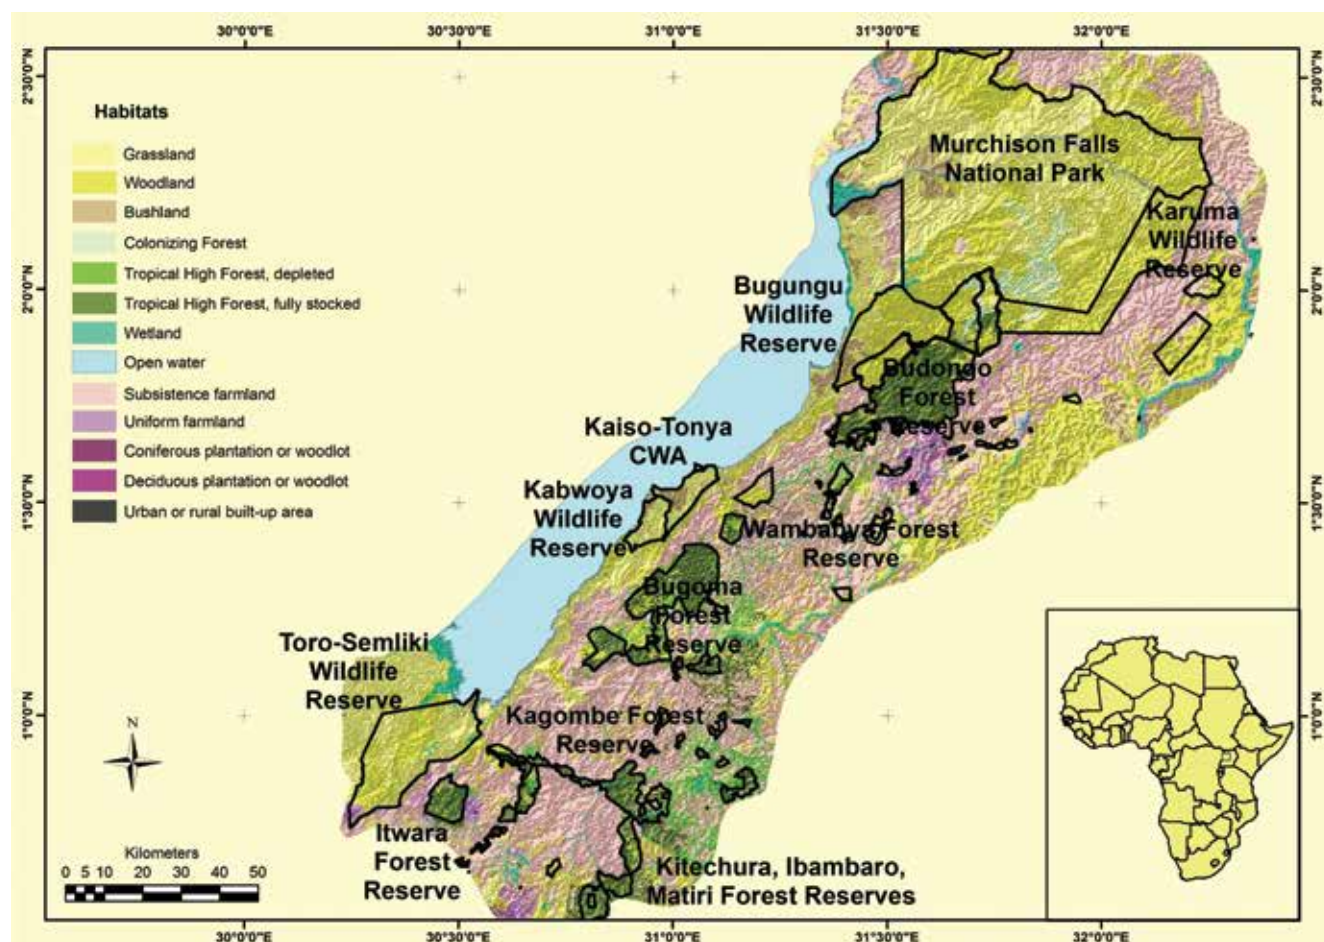 30°0'0"E
30°30'0"E
31°0'0"E
31°30'0"E
32°0'0"E
2°30'0"N
2°0'0"N
1°30'0"N
1°0'0"N
Habitats
Grassland
Woodland
Bushland
Colonizing Forest
Tropical High Forest, depleted
Tropical High Forest, fully stocked
Wetland
Open water
Subsistence farmland
Uniform farmland
Coniferous plantation or woodlot
Deciduous plantation or woodlot
Urban or rural built-up area
Murchison Falls
National Park
Karuma
Wildlife
Reserve
Bugungu
Wildlife
Reserve
Budongo
Forest
Reserve
Kaiso-Tonya
CWA
Kabwoya
Wildlife
Reserve
Wambabya Forest
Reserve
Bugoma
Forest
Reserve
Toro-Semliki
Wildlife
Reserve
Kagombe Forest
Reserve
Itwara
Forest
Reserve
Kitechura, Ibambaro,
Matiri Forest Reserves
N
Kilometers
0 5 10 20 30 40 50
2°30'0"N
2°0'0"N
1°30'0"N
1°0'0"N
30°0'0"E
30°30'0"E
31°0'0"E
31°30'0"E
32°0'0"E